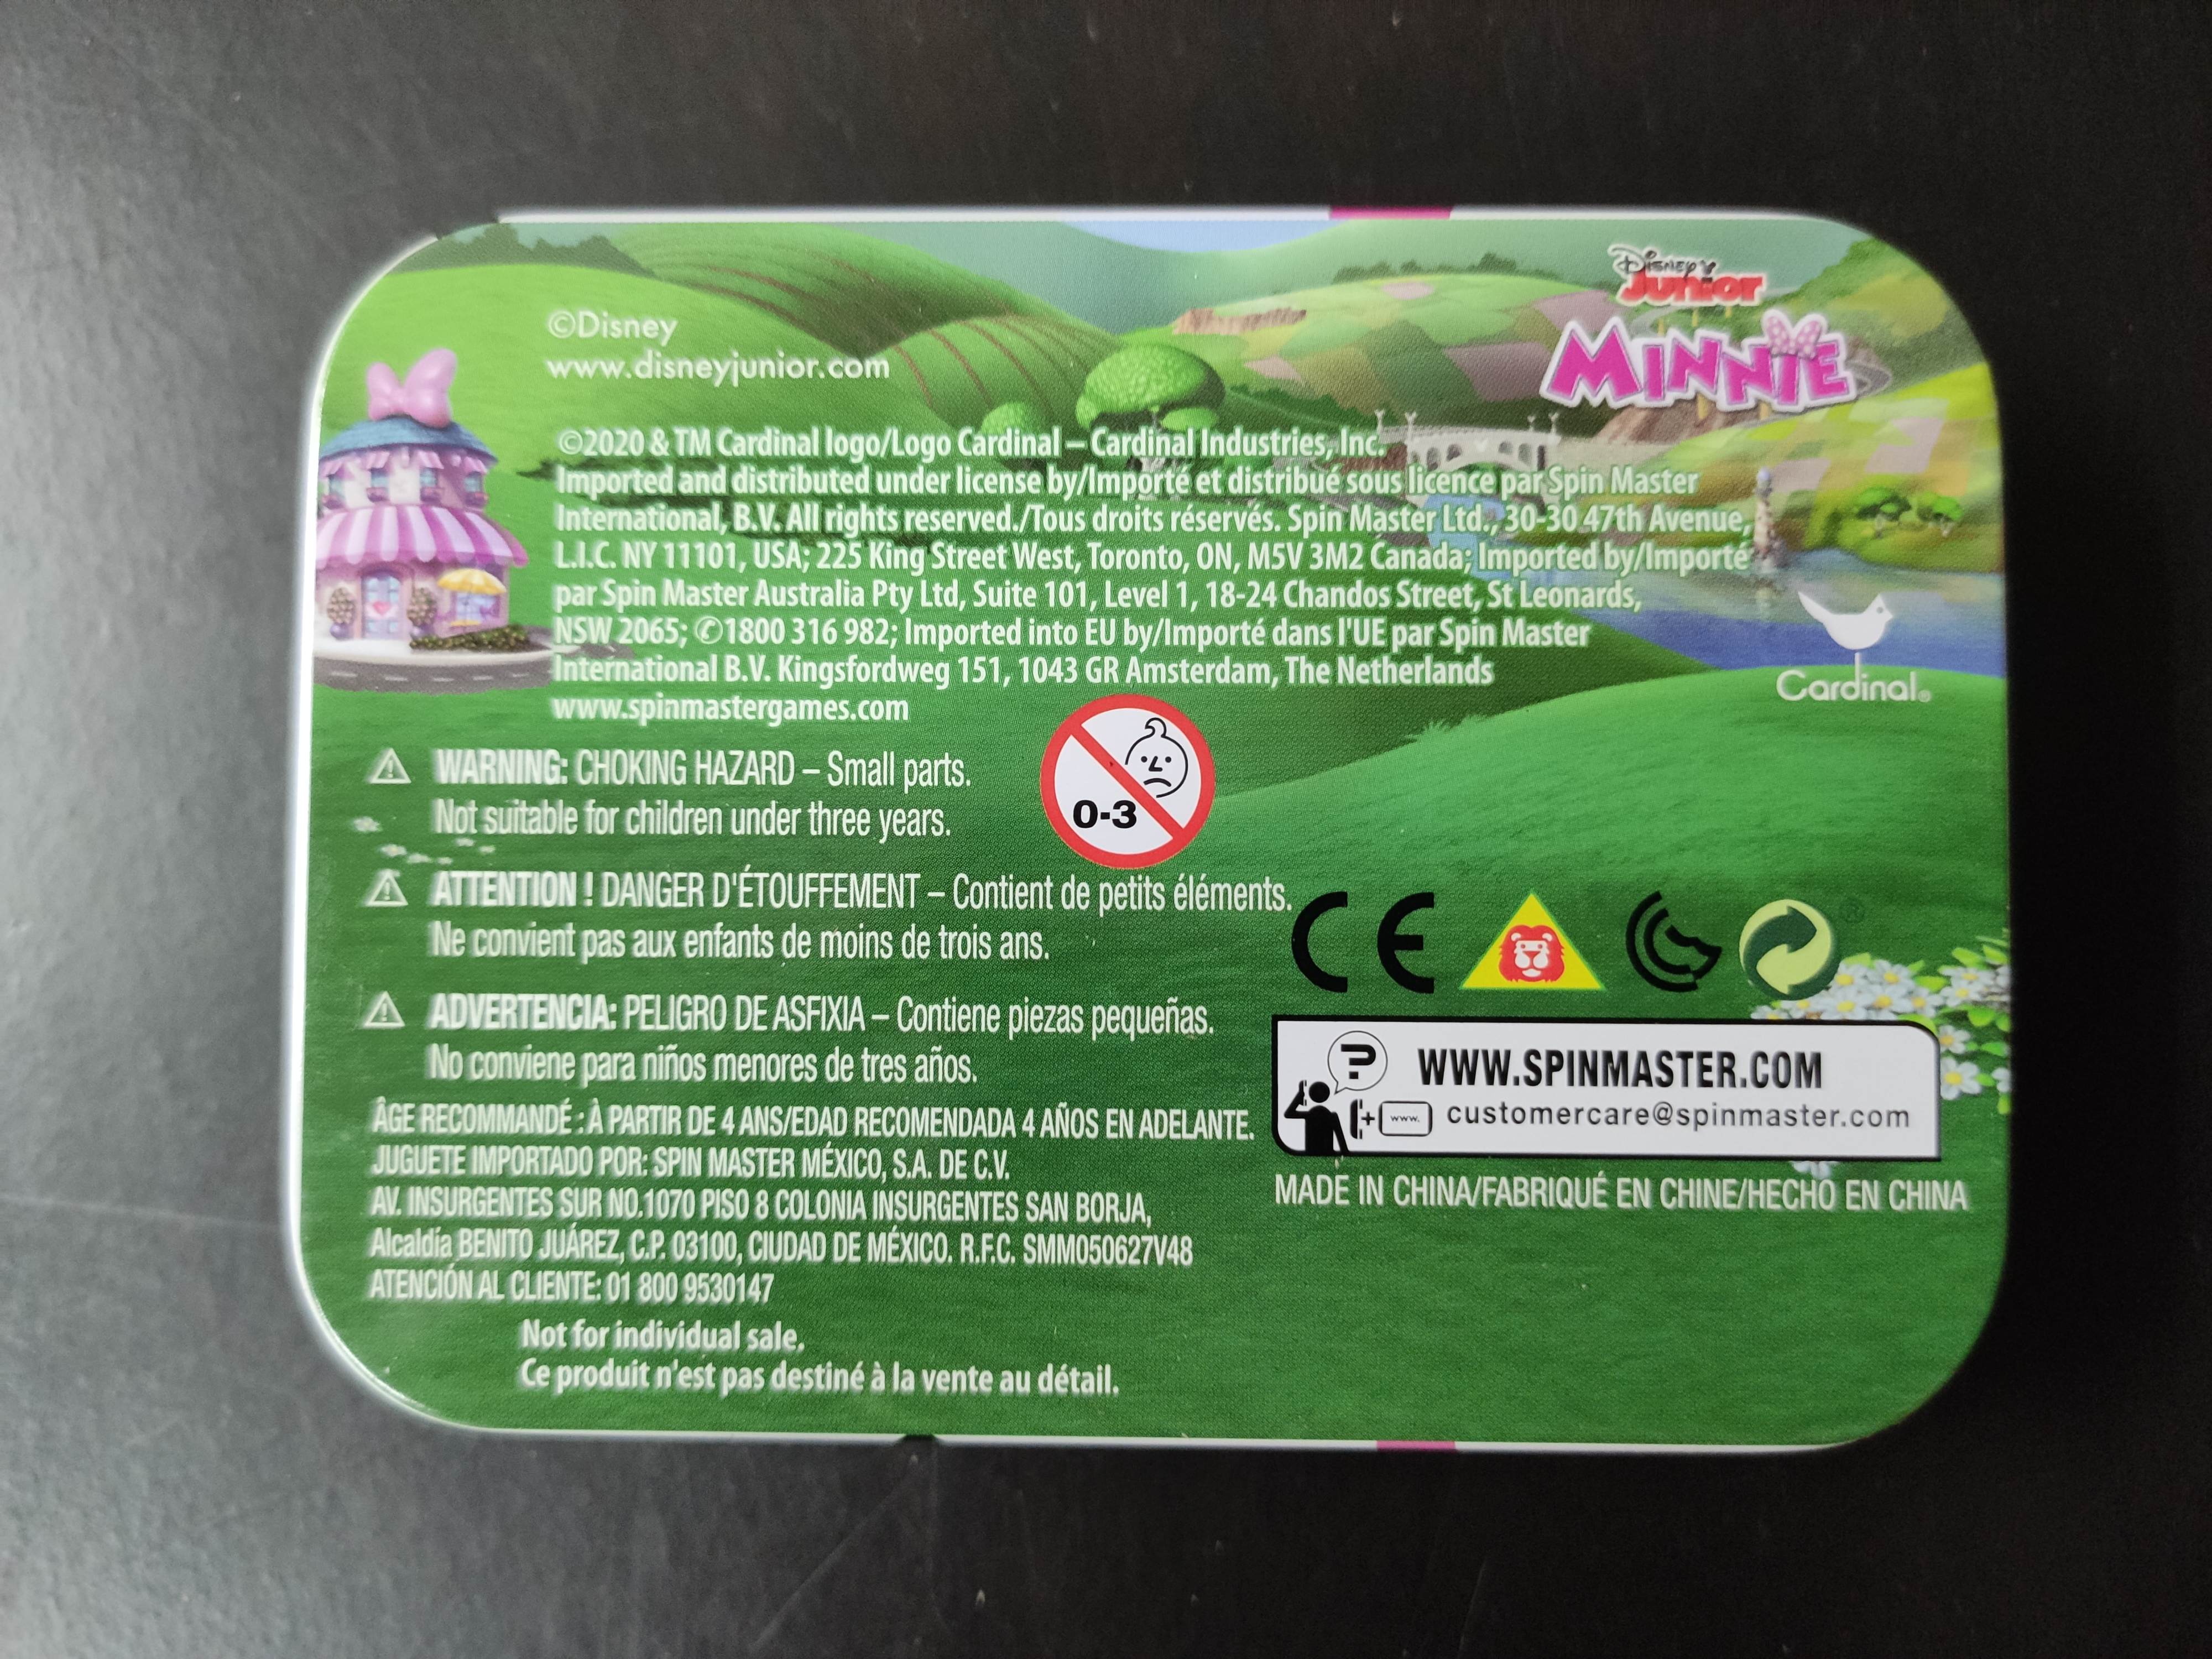 ©Disney
www.disneyjunior.com
Disney
Junior
MINNIE
©2020 & TM Cardinal logo/Logo Cardinal – Cardinal Industries, Inc.
Imported and distributed under license by/Importé et distribué sous licence par Spin Master
International, B.V. All rights reserved./Tous droits réservés. Spin Master Ltd., 30-30 47th Avenue,
L.I.C. NY 11101, USA; 225 King Street West, Toronto, ON, M5V 3M2 Canada; Imported by/Importé
par Spin Master Australia Pty Ltd, Suite 101, Level 1, 18-24 Chandos Street, St Leonards,
NSW 2065; ✆1800 316 982; Imported into EU by/Importé dans l'UE par Spin Master
International B.V. Kingsfordweg 151, 1043 GR Amsterdam, The Netherlands
www.spinmastergames.com
Cardinal®
⚠ WARNING: CHOKING HAZARD – Small parts.
Not suitable for children under three years.
0-3
⚠ ATTENTION ! DANGER D'ÉTOUFFEMENT – Contient de petits éléments.
Ne convient pas aux enfants de moins de trois ans.
CE
®
⚠ ADVERTENCIA: PELIGRO DE ASFIXIA – Contiene piezas pequeñas.
No conviene para niños menores de tres años.
ÂGE RECOMMANDÉ : À PARTIR DE 4 ANS/EDAD RECOMENDADA 4 AÑOS EN ADELANTE.
JUGUETE IMPORTADO POR: SPIN MASTER MÉXICO, S.A. DE C.V.
AV. INSURGENTES SUR NO.1070 PISO 8 COLONIA INSURGENTES SAN BORJA,
Alcaldía BENITO JUÁREZ, C.P. 03100, CIUDAD DE MÉXICO. R.F.C. SMM050627V48
ATENCIÓN AL CLIENTE: 01 800 9530147
? WWW.SPINMASTER.COM
+ www. customercare@spinmaster.com
MADE IN CHINA/FABRIQUÉ EN CHINE/HECHO EN CHINA
Not for individual sale.
Ce produit n'est pas destiné à la vente au détail.